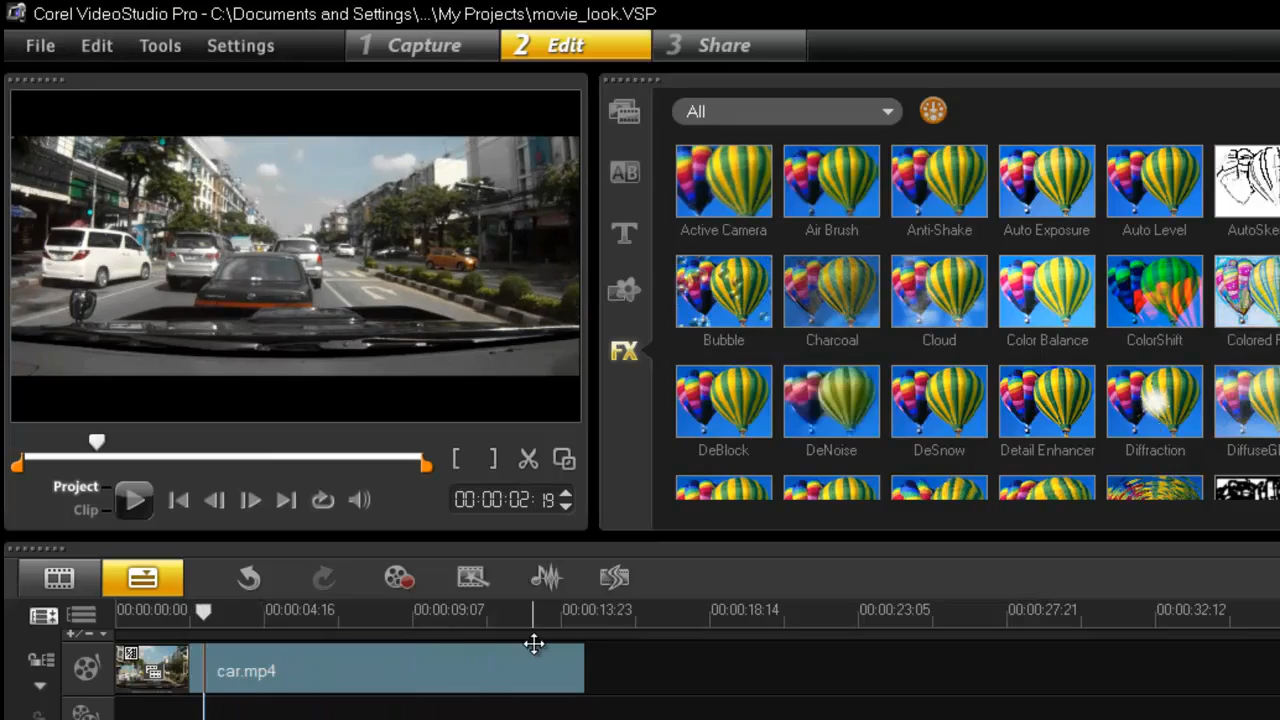 Corel VideoStudio Pro - C:\Documents and Settings\...\My Projects\movie_look.VSP
File Edit Tools Settings 1 Capture 2 Edit 3 Share
All
AB
T
FX
Active Camera Air Brush Anti-Shake Auto Exposure Auto Level AutoSke
Bubble Charcoal Cloud Color Balance ColorShift Colored P
DeBlock DeNoise DeSnow Detail Enhancer Diffraction DiffuseGl
Project
Clip
00:00:02:19
00:00:00:00 00:00:04:16 00:00:09:07 00:00:13:23 00:00:18:14 00:00:23:05 00:00:27:21 00:00:32:12
car.mp4